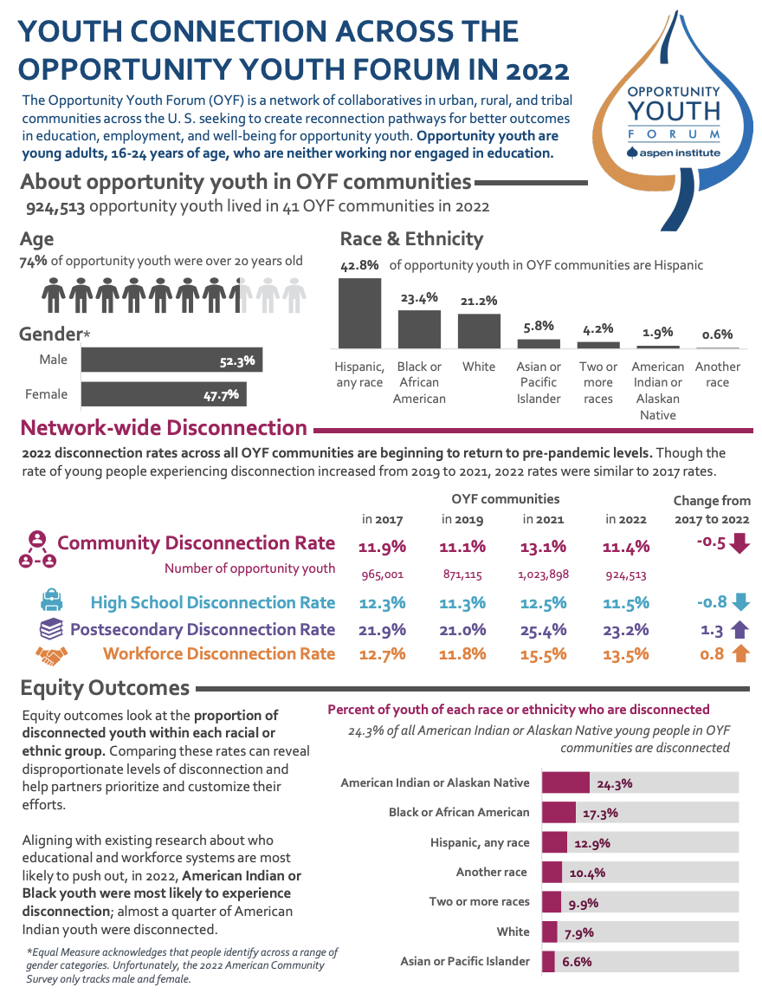 YOUTH CONNECTION ACROSS THE
OPPORTUNITY YOUTH FORUM IN 2022
The Opportunity Youth Forum (OYF) is a network of collaboratives in urban, rural, and tribal
communities across the U. S. seeking to create reconnection pathways for better outcomes
in education, employment, and well-being for opportunity youth. Opportunity youth are
young adults, 16-24 years of age, who are neither working nor engaged in education.
OPPORTUNITY
YOUTH
FORUM
aspen institute
About opportunity youth in OYF communities
924,513 opportunity youth lived in 41 OYF communities in 2022
Age
74% of opportunity youth were over 20 years old
Gender*
Male 52.3%
Female 47.7%
Race & Ethnicity
42.8% of opportunity youth in OYF communities are Hispanic
23.4% 21.2% 5.8% 4.2% 1.9% 0.6%
Hispanic, Black or White Asian or Two or American Another
any race African Pacific more Indian or race
American Islander races Alaskan
Native
Network-wide Disconnection
2022 disconnection rates across all OYF communities are beginning to return to pre-pandemic levels. Though the
rate of young people experiencing disconnection increased from 2019 to 2021, 2022 rates were similar to 2017 rates.
OYF communities Change from
in 2017 in 2019 in 2021 in 2022 2017 to 2022
Community Disconnection Rate 11.9% 11.1% 13.1% 11.4% -0.5
Number of opportunity youth 965,001 871,115 1,023,898 924,513
High School Disconnection Rate 12.3% 11.3% 12.5% 11.5% -0.8
Postsecondary Disconnection Rate 21.9% 21.0% 25.4% 23.2% 1.3
Workforce Disconnection Rate 12.7% 11.8% 15.5% 13.5% 0.8
Equity Outcomes
Equity outcomes look at the proportion of
disconnected youth within each racial or
ethnic group. Comparing these rates can reveal
disproportionate levels of disconnection and
help partners prioritize and customize their
efforts.
Aligning with existing research about who
educational and workforce systems are most
likely to push out, in 2022, American Indian or
Black youth were most likely to experience
disconnection; almost a quarter of American
Indian youth were disconnected.
*Equal Measure acknowledges that people identify across a range of
gender categories. Unfortunately, the 2022 American Community
Survey only tracks male and female.
Percent of youth of each race or ethnicity who are disconnected
24.3% of all American Indian or Alaskan Native young people in OYF
communities are disconnected
American Indian or Alaskan Native 24.3%
Black or African American 17.3%
Hispanic, any race 12.9%
Another race 10.4%
Two or more races 9.9%
White 7.9%
Asian or Pacific Islander 6.6%